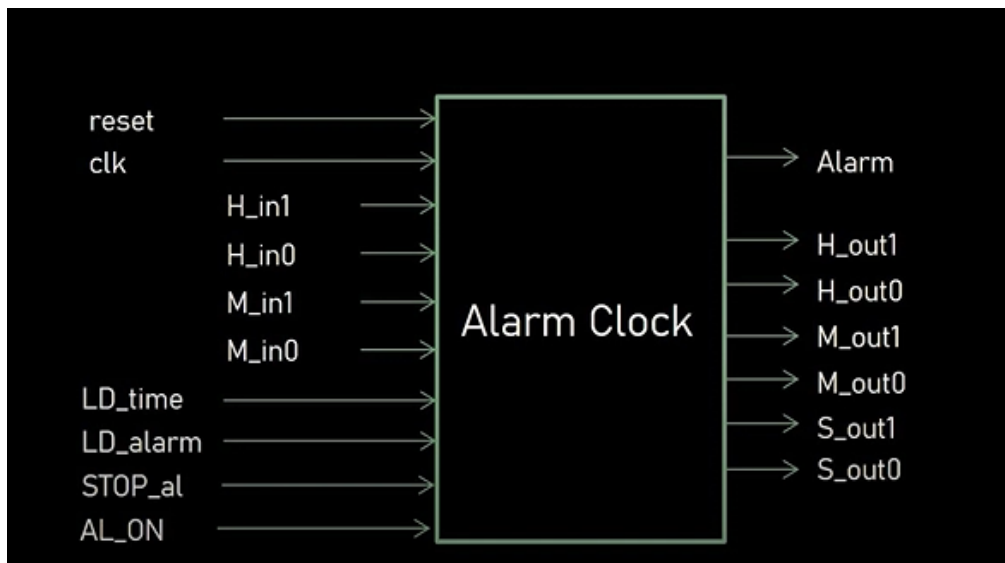 reset
clk
H_in1
H_in0
M_in1
M_in0
LD_time
LD_alarm
STOP_al
AL_ON
Alarm Clock
Alarm
H_out1
H_out0
M_out1
M_out0
S_out1
S_out0